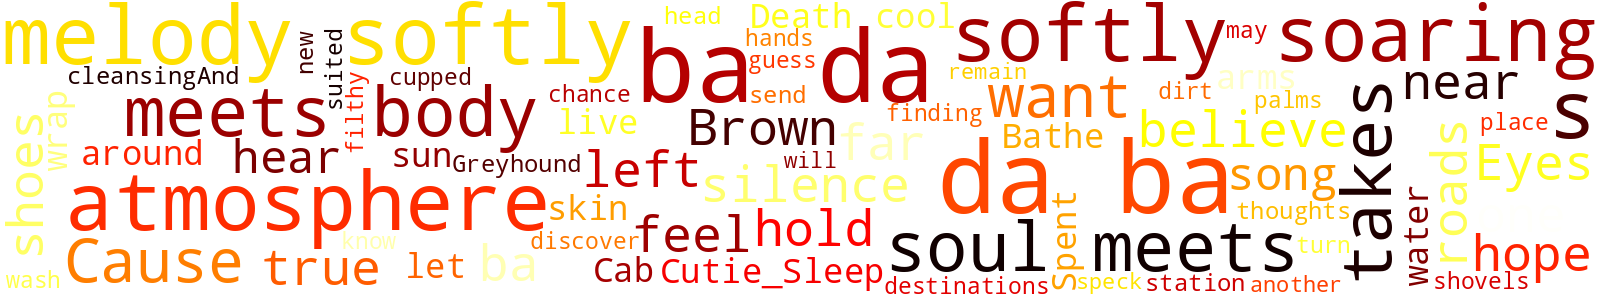 melody softly
head
Death cool
softly
may
soaring
new
suited
ba da
hands
guess
cleansingAnd
cupped
filthy
chance
send
remain
arms
near
meets
body
want
dirt
palms
s
shoes
wrap
live
Brown
finding
Bathe
believe
place
far
takes
roads
around
hear
sun
Greyhound
left
will
silence
da ba
song
Eyes
atmosphere
skin
hold
thoughts
know
discover
feel
soul
spent
meets
turn
water
hope
wash
Cause
true
let
ba
Cab
Cutie_Sleep
destinations
speck
station
another
shovels